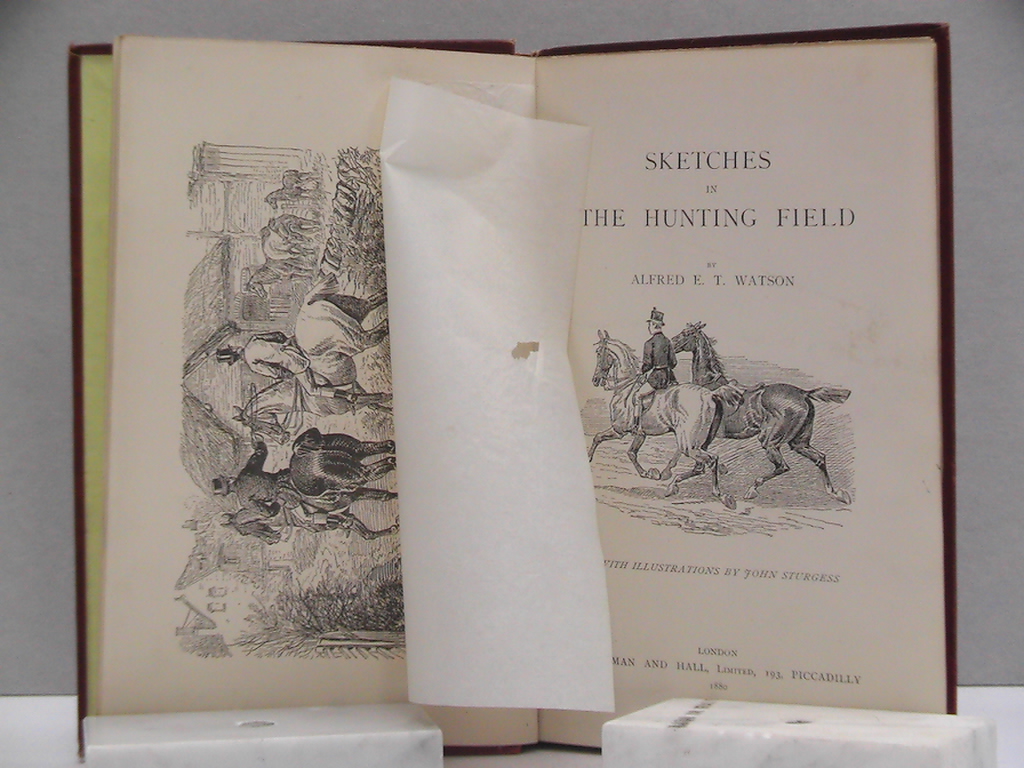 SKETCHES
IN
THE HUNTING FIELD
BY
ALFRED E. T. WATSON
WITH ILLUSTRATIONS BY JOHN STURGESS
LONDON
MAN AND HALL, LIMITED, 193, PICCADILLY
1880